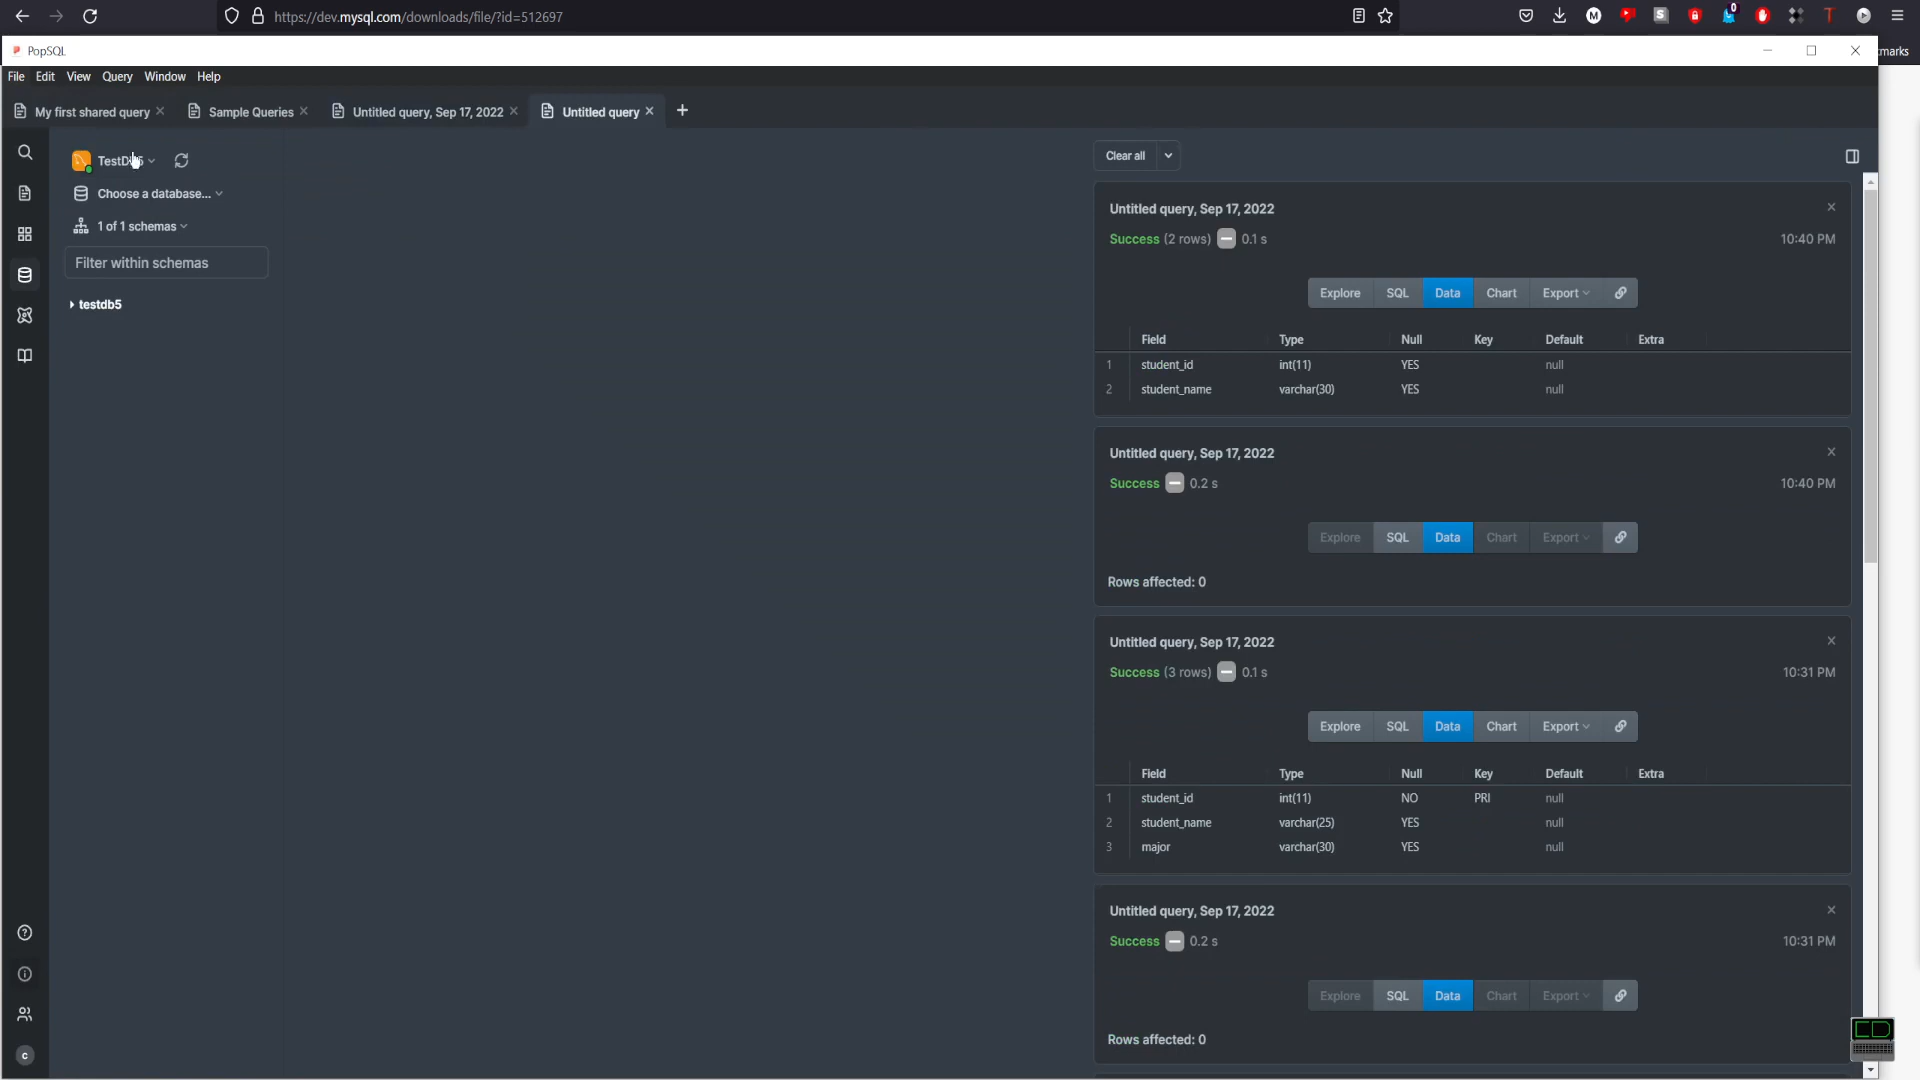 https://dev.mysql.com/downloads/file/?id=512697
0
M
S
T
marks
PopSQL
File Edit View Query Window Help
My first shared query
Sample Queries
Untitled query, Sep 17, 2022
Untitled query
TestDb5
Choose a database...
1 of 1 schemas
Filter within schemas
testdb5
C
Clear all
Untitled query, Sep 17, 2022
Success (2 rows) 0.1 s 10:40 PM
Explore SQL Data Chart Export
Field Type Null Key Default Extra
1 student_id int(11) YES null
2 student_name varchar(30) YES null
Untitled query, Sep 17, 2022
Success 0.2 s 10:40 PM
Explore SQL Data Chart Export
Rows affected: 0
Untitled query, Sep 17, 2022
Success (3 rows) 0.1 s 10:31 PM
Explore SQL Data Chart Export
Field Type Null Key Default Extra
1 student_id int(11) NO PRI null
2 student_name varchar(25) YES null
3 major varchar(30) YES null
Untitled query, Sep 17, 2022
Success 0.2 s 10:31 PM
Explore SQL Data Chart Export
Rows affected: 0
CD